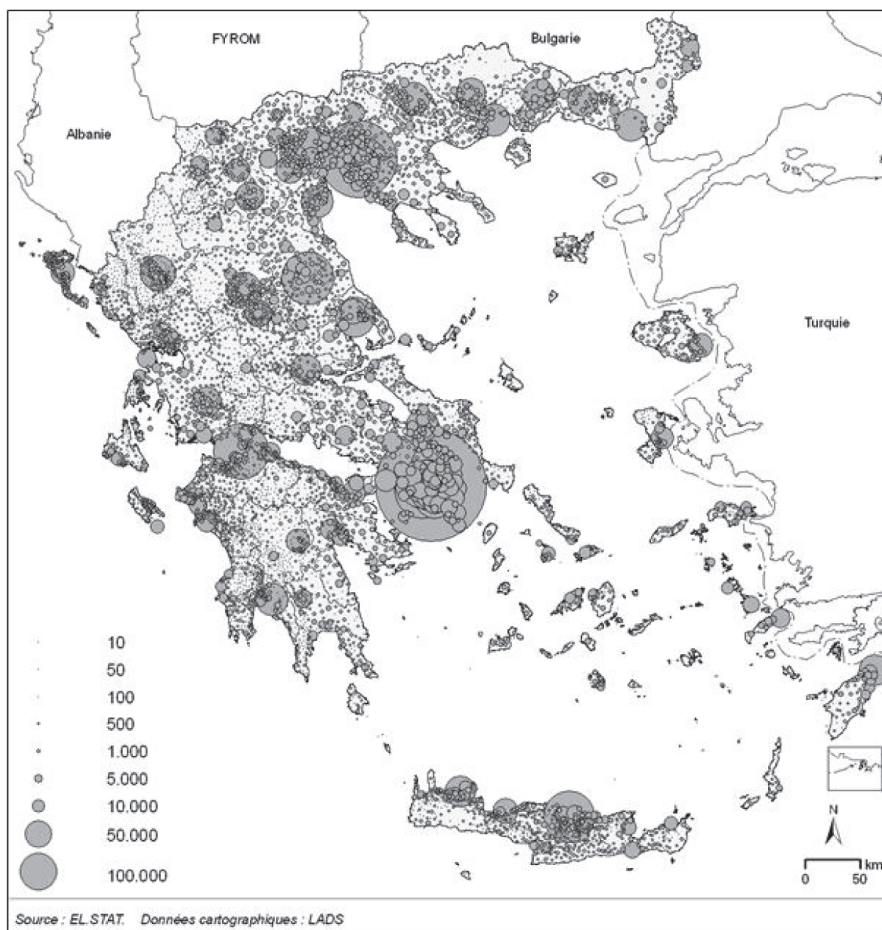 FYROM
Bulgarie
Albanie
Turquie
10
50
100
500
1.000
5.000
10.000
50.000
100.000
N
km
0 50
Source : EL.STAT. Données cartographiques : LADS